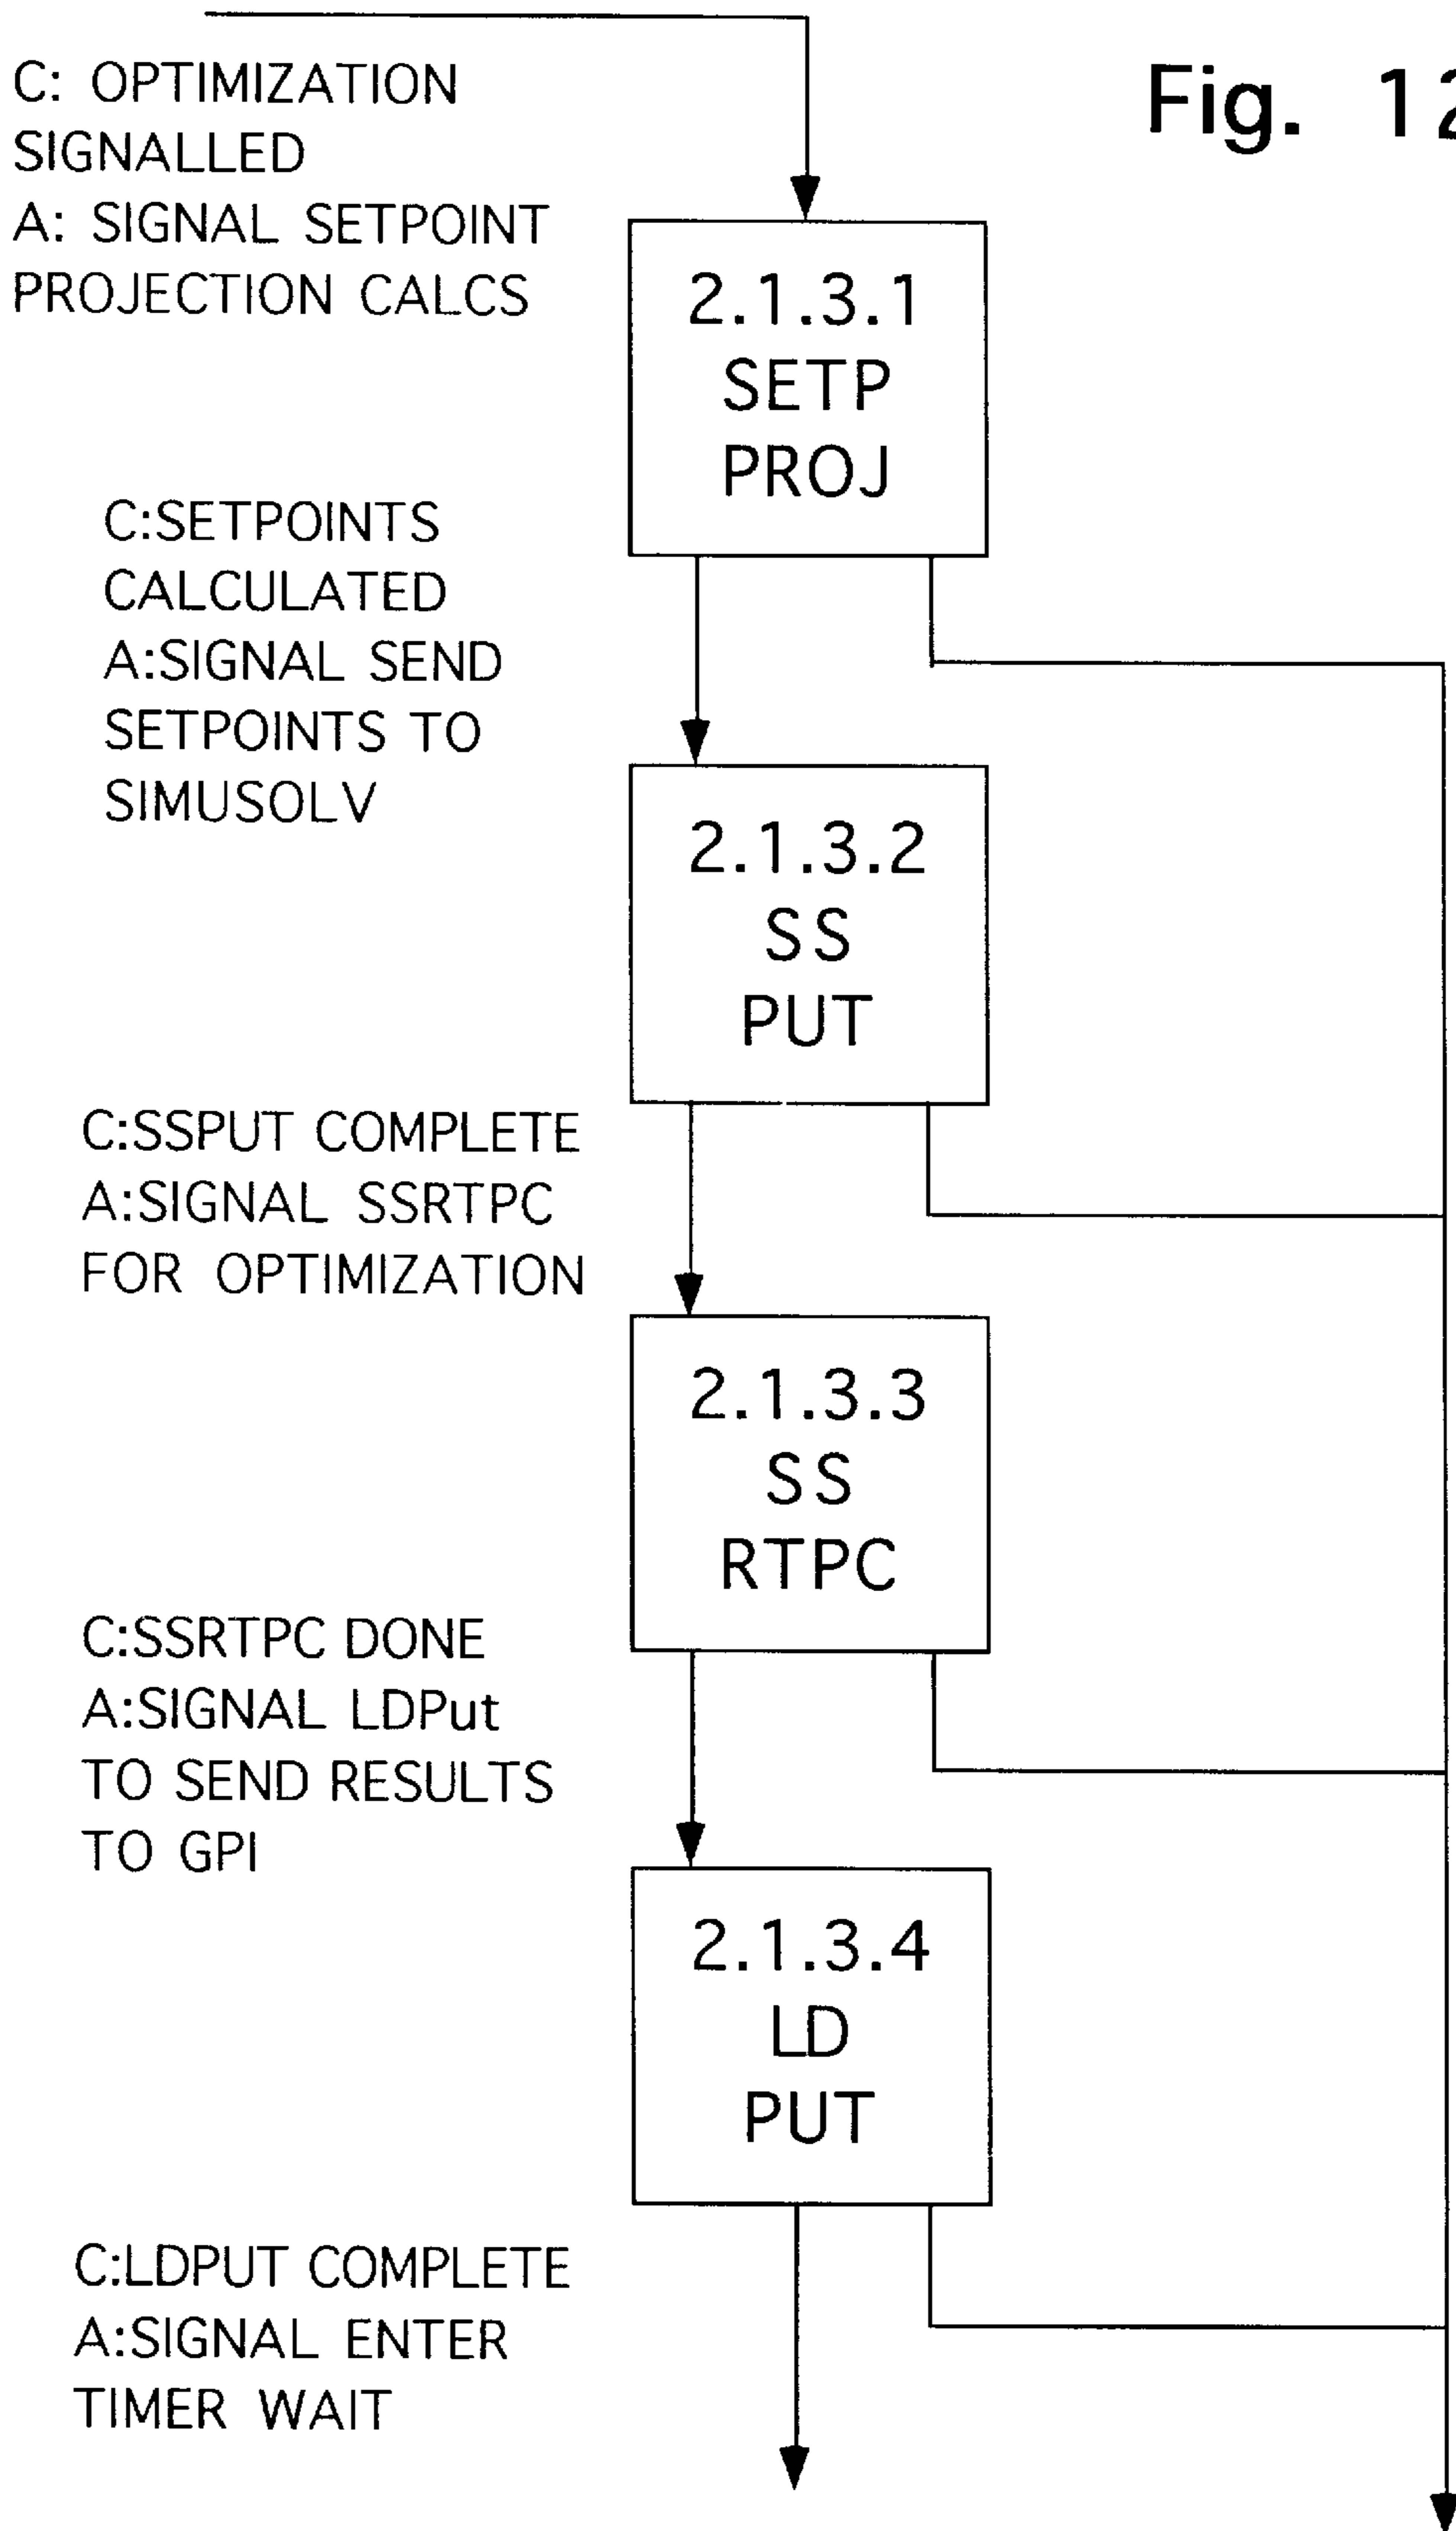 Fig. 12
C: OPTIMIZATION
SIGNALLED
A: SIGNAL SETPOINT
PROJECTION CALCS
2.1.3.1
SETP
PROJ
C:SETPOINTS
CALCULATED
A:SIGNAL SEND
SETPOINTS TO
SIMUSOLV
2.1.3.2
SS
PUT
C:SSPUT COMPLETE
A:SIGNAL SSRTPC
FOR OPTIMIZATION
2.1.3.3
SS
RTPC
C:SSRTPC DONE
A:SIGNAL LDPut
TO SEND RESULTS
TO GPI
2.1.3.4
LD
PUT
C:LDPUT COMPLETE
A:SIGNAL ENTER
TIMER WAIT